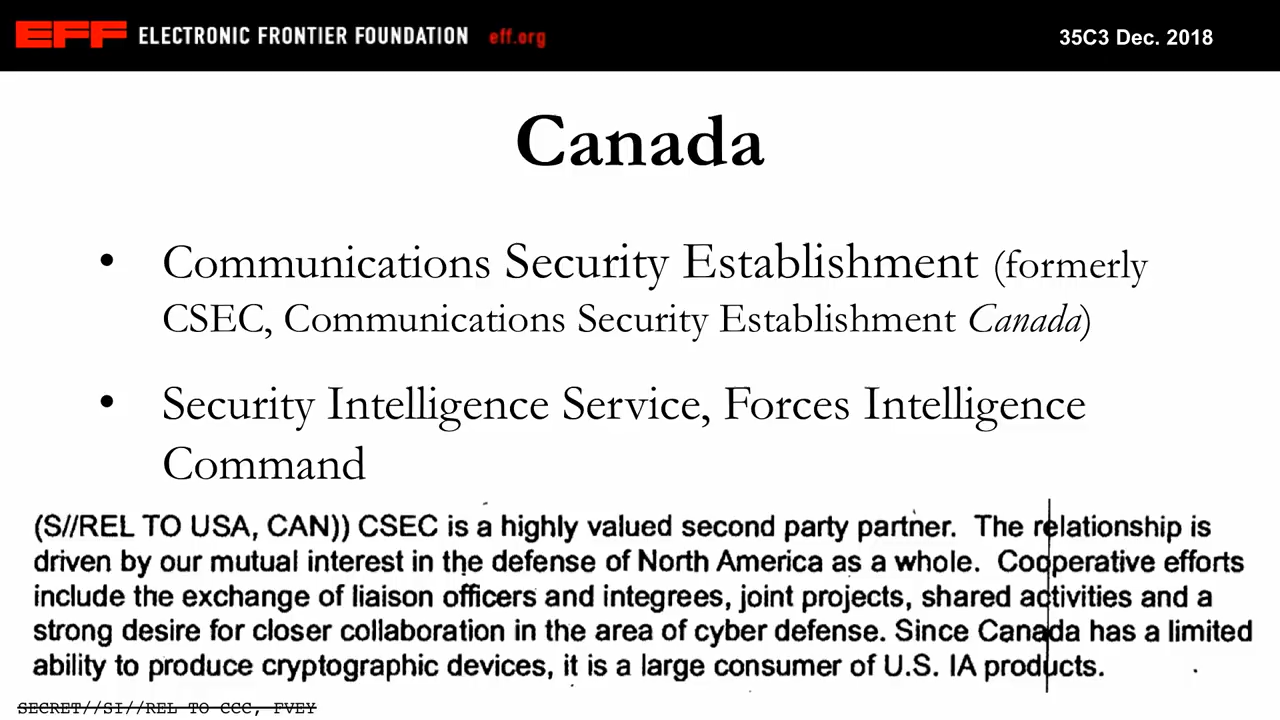 EFF ELECTRONIC FRONTIER FOUNDATION eff.org
35C3 Dec. 2018
Canada
• Communications Security Establishment (formerly
CSEC, Communications Security Establishment Canada)
• Security Intelligence Service, Forces Intelligence
Command
(S//REL TO USA, CAN)) CSEC is a highly valued second party partner. The relationship is
driven by our mutual interest in the defense of North America as a whole. Cooperative efforts
include the exchange of liaison officers and integrees, joint projects, shared activities and a
strong desire for closer collaboration in the area of cyber defense. Since Canada has a limited
ability to produce cryptographic devices, it is a large consumer of U.S. IA products.
SECRET//SI//REL TO CCC, FVEY